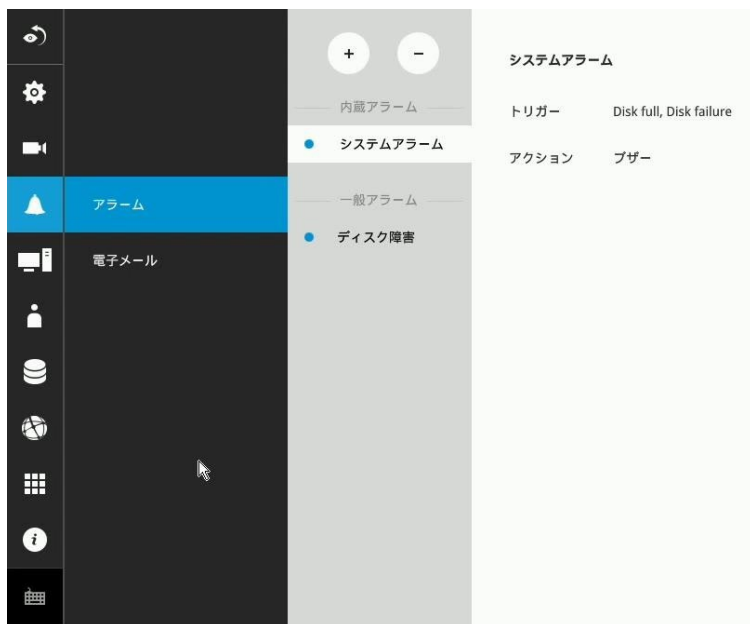 アラーム
電子メール
+ −
内蔵アラーム
システムアラーム
一般アラーム
ディスク障害
システムアラーム
トリガー Disk full, Disk failure
アクション ブザー